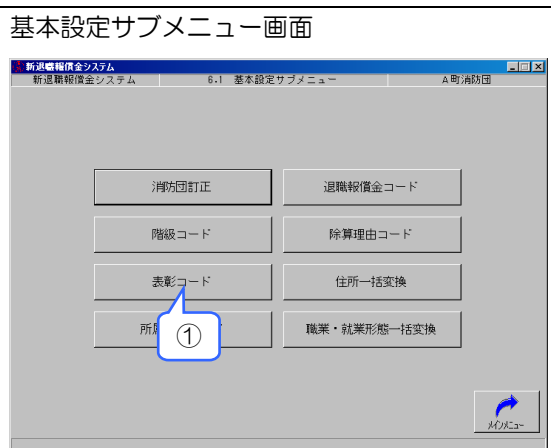 基本設定サブメニュー画面
新退職報償金システム
新退職報償金システム 6.1 基本設定サブメニュー A町消防団
消防団訂正 退職報償金コード
階級コード 除算理由コード
表彰コード 住所一括変換
所 職業・就業形態一括変換
①
メインメニュー